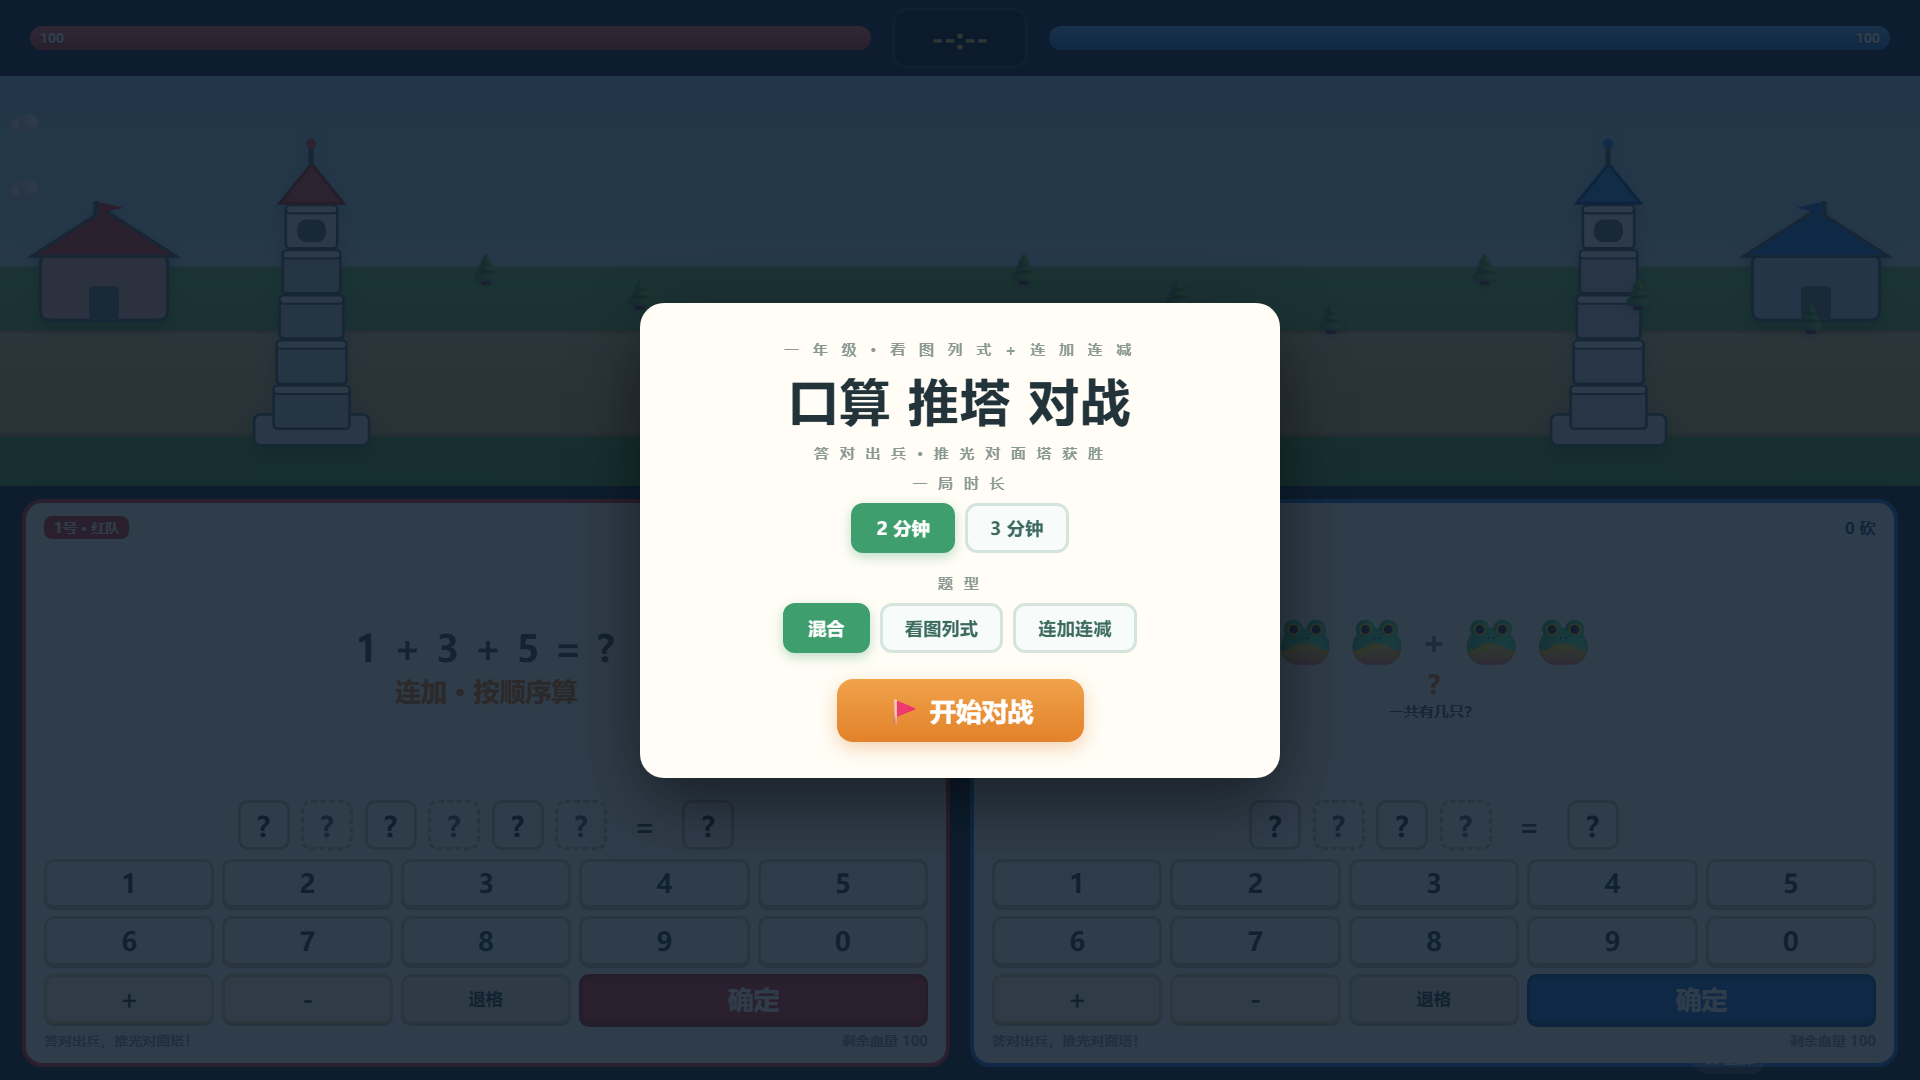 100
--:--
100
一年级·看图列式+连加连减
口算 推塔 对战
答对出兵·推光对面塔获胜
一局时长
2 分钟
3 分钟
题型
混合
看图列式
连加连减
开始对战
1号·红队
1 + 3 + 5 = ?
连加·按顺序算
? ? ? ? ? ? = ?
1 2 3 4 5
6 7 8 9 0
+ - 退格 确定
答对出兵，推光对面塔!
剩余血量 100
0 砍
+
?
一共有几只?
? ? ? ? = ?
1 2 3 4 5
6 7 8 9 0
+ - 退格 确定
答对出兵，推光对面塔!
剩余血量 100